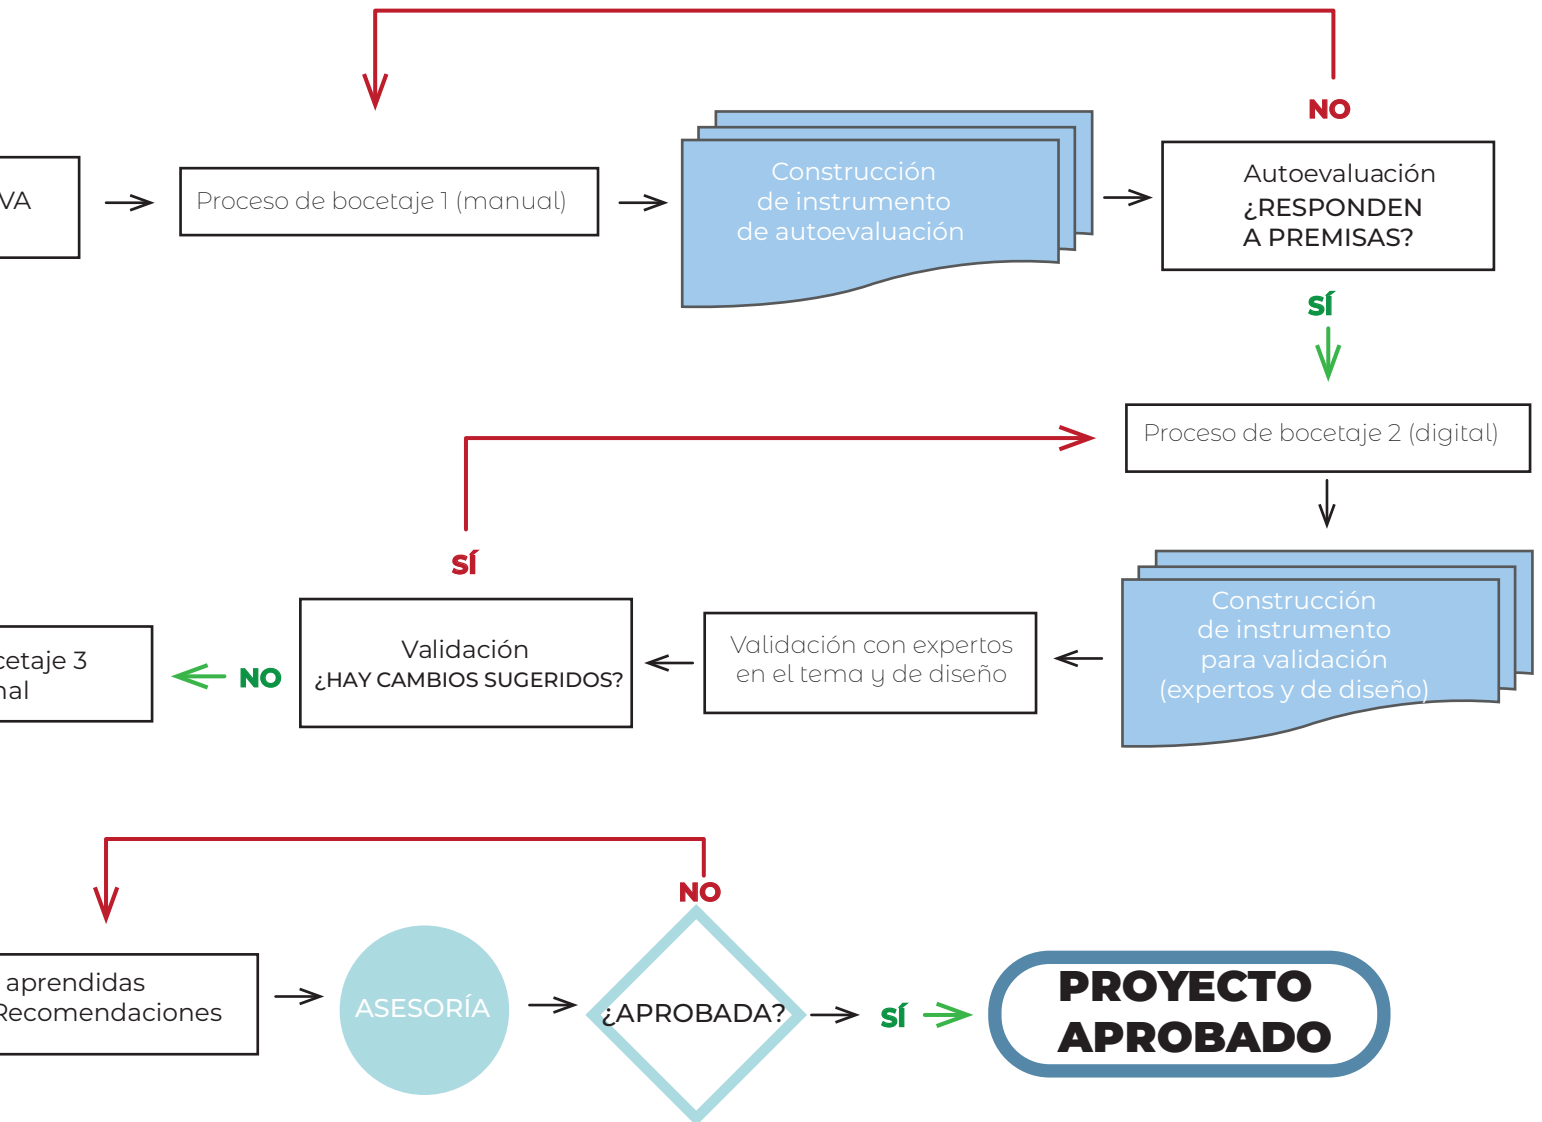 NO
VA
Proceso de bocetaje 1 (manual)
Construcción
de instrumento
de autoevaluación
Autoevaluación
¿RESPONDEN
A PREMISAS?
SÍ
Proceso de bocetaje 2 (digital)
SÍ
cetaje 3
nal
NO
Validación
¿HAY CAMBIOS SUGERIDOS?
Validación con expertos
en el tema y de diseño
Construcción
de instrumento
para validación
(expertos y de diseño)
NO
aprendidas
Recomendaciones
ASESORÍA
¿APROBADA?
SÍ
PROYECTO
APROBADO